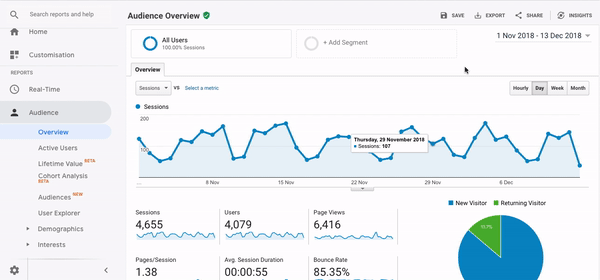 Search reports and help
Home
Customisation
REPORTS
Real-Time
Audience
Overview
Active Users
Lifetime Value BETA
Cohort Analysis
BETA
Audiences NEW
User Explorer
Demographics
Interests
Audience Overview
SAVE
EXPORT
SHARE
INSIGHTS
All Users
100.00% Sessions
+ Add Segment
1 Nov 2018 - 13 Dec 2018
Overview
Sessions
VS
Select a metric
Hourly
Day
Week
Month
Sessions
200
100
Thursday, 29 November 2018
Sessions: 107
...
8 Nov
15 Nov
22 Nov
29 Nov
6 Dec
Sessions
4,655
Users
4,079
Page Views
6,416
Pages/Session
1.38
Avg. Session Duration
00:00:55
Bounce Rate
85.35%
New Visitor
Returning Visitor